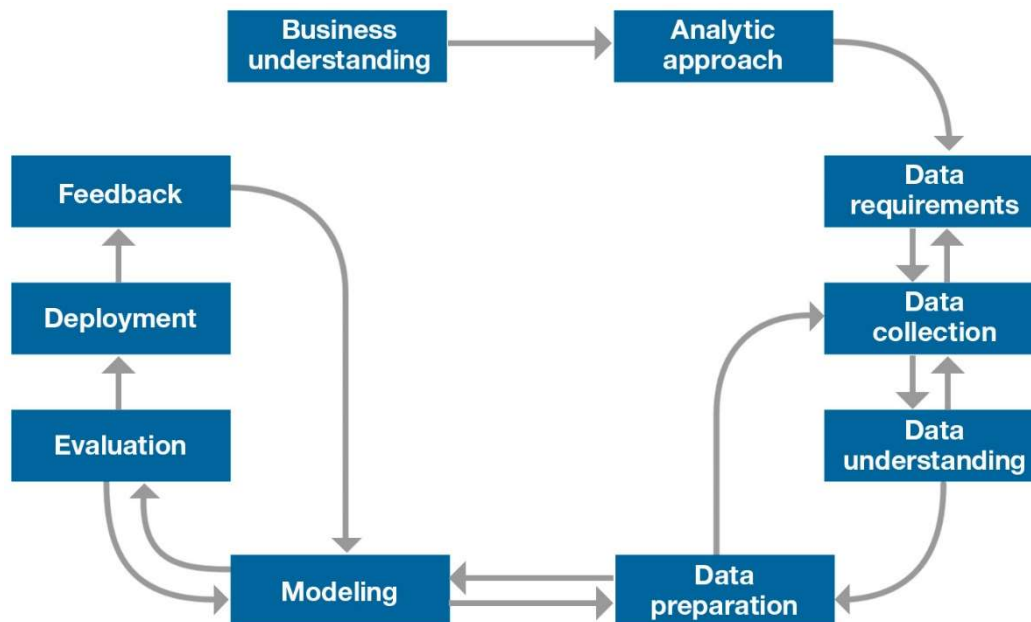 Business
understanding
Analytic
approach
Data
requirements
Data
collection
Data
understanding
Data
preparation
Modeling
Evaluation
Deployment
Feedback